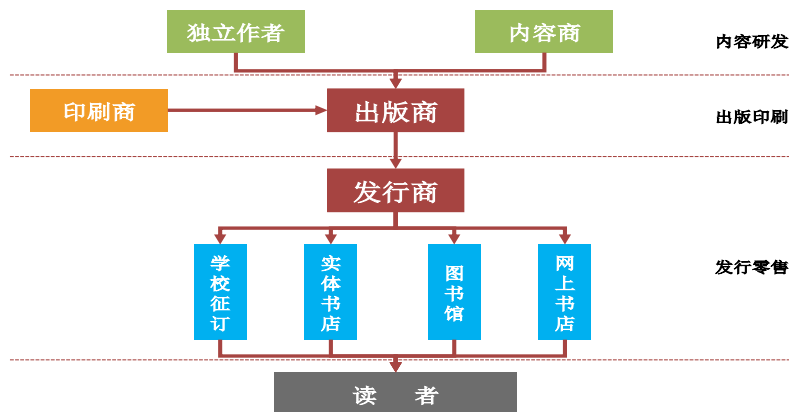 独立作者
内容商
内容研发
印刷商
出版商
出版印刷
发行商
学校征订
实体书店
图书馆
网上书店
发行零售
读 者